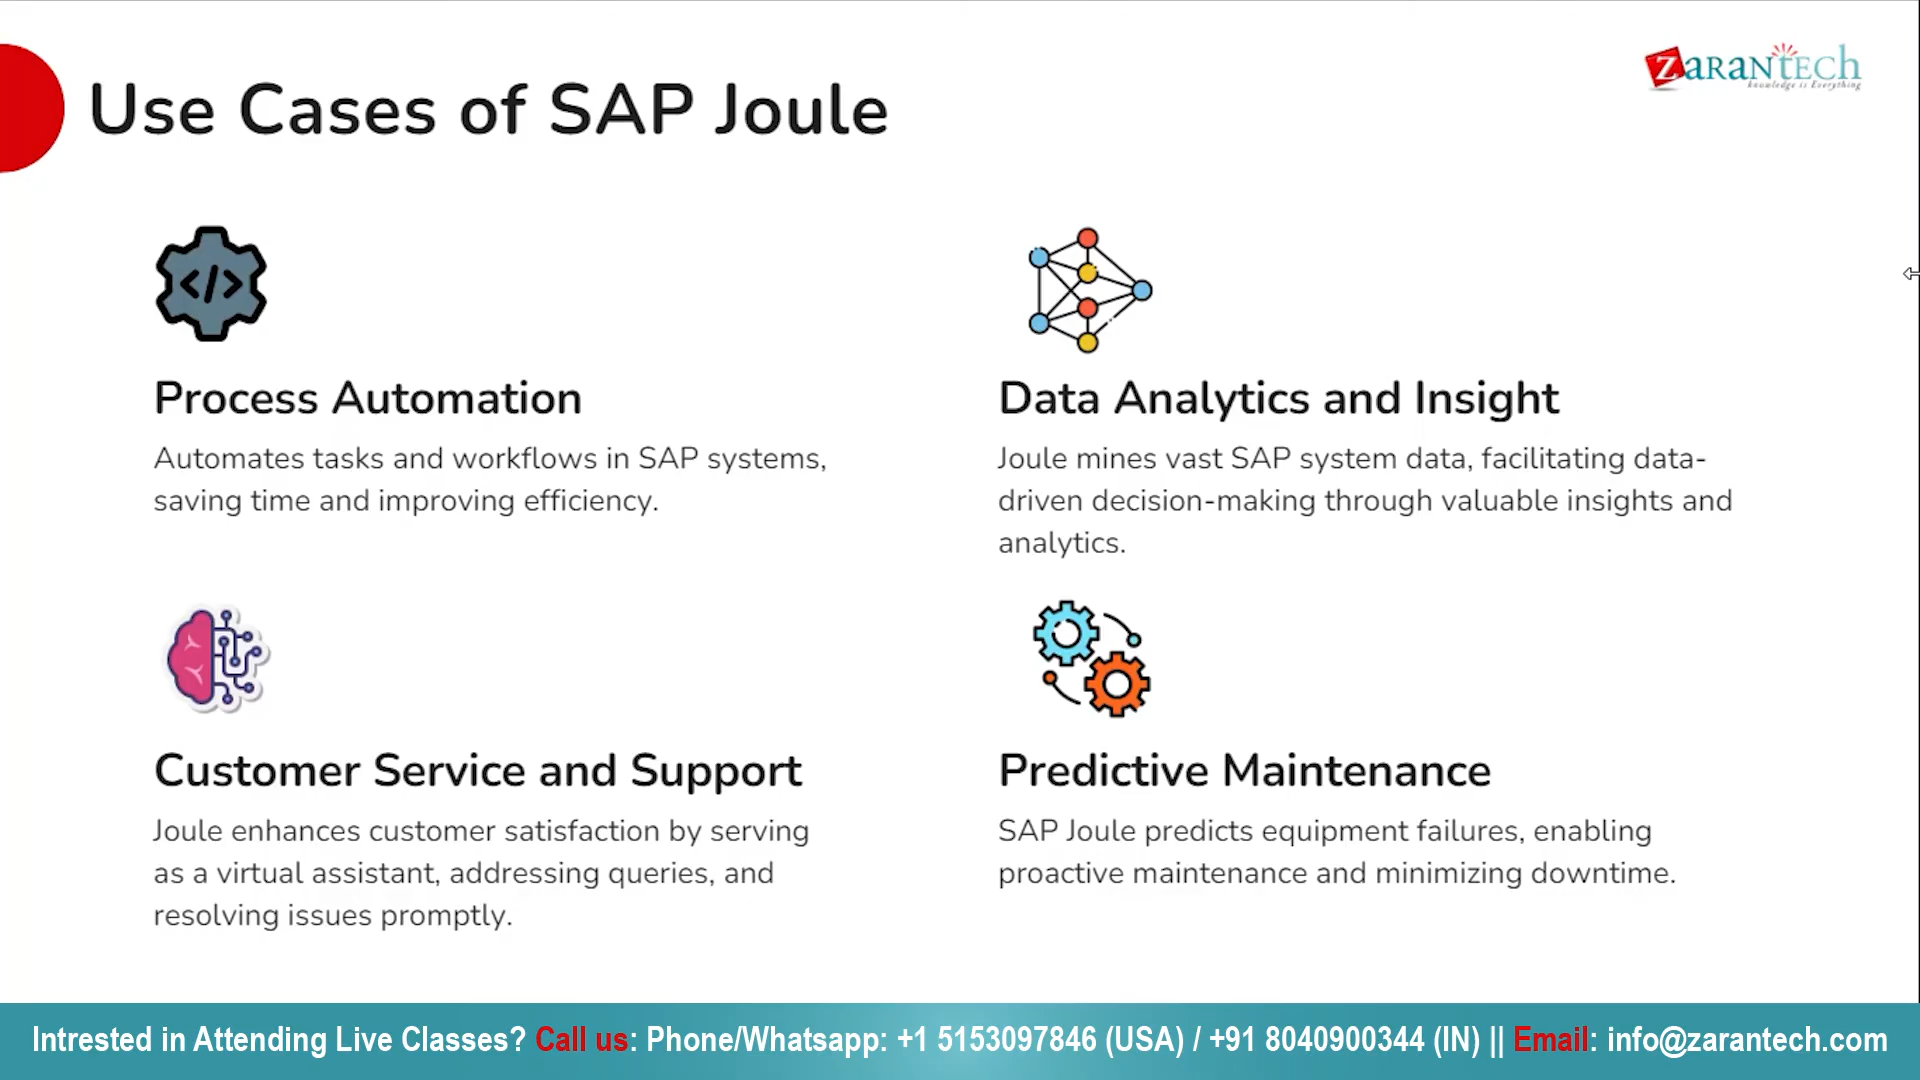 Use Cases of SAP Joule
ZARANTECH
knowledge is Everything
</>
Process Automation
Automates tasks and workflows in SAP systems,
saving time and improving efficiency.
Data Analytics and Insight
Joule mines vast SAP system data, facilitating data-
driven decision-making through valuable insights and
analytics.
Customer Service and Support
Joule enhances customer satisfaction by serving
as a virtual assistant, addressing queries, and
resolving issues promptly.
Predictive Maintenance
SAP Joule predicts equipment failures, enabling
proactive maintenance and minimizing downtime.
Intrested in Attending Live Classes? Call us: Phone/Whatsapp: +1 5153097846 (USA) / +91 8040900344 (IN) || Email: info@zarantech.com